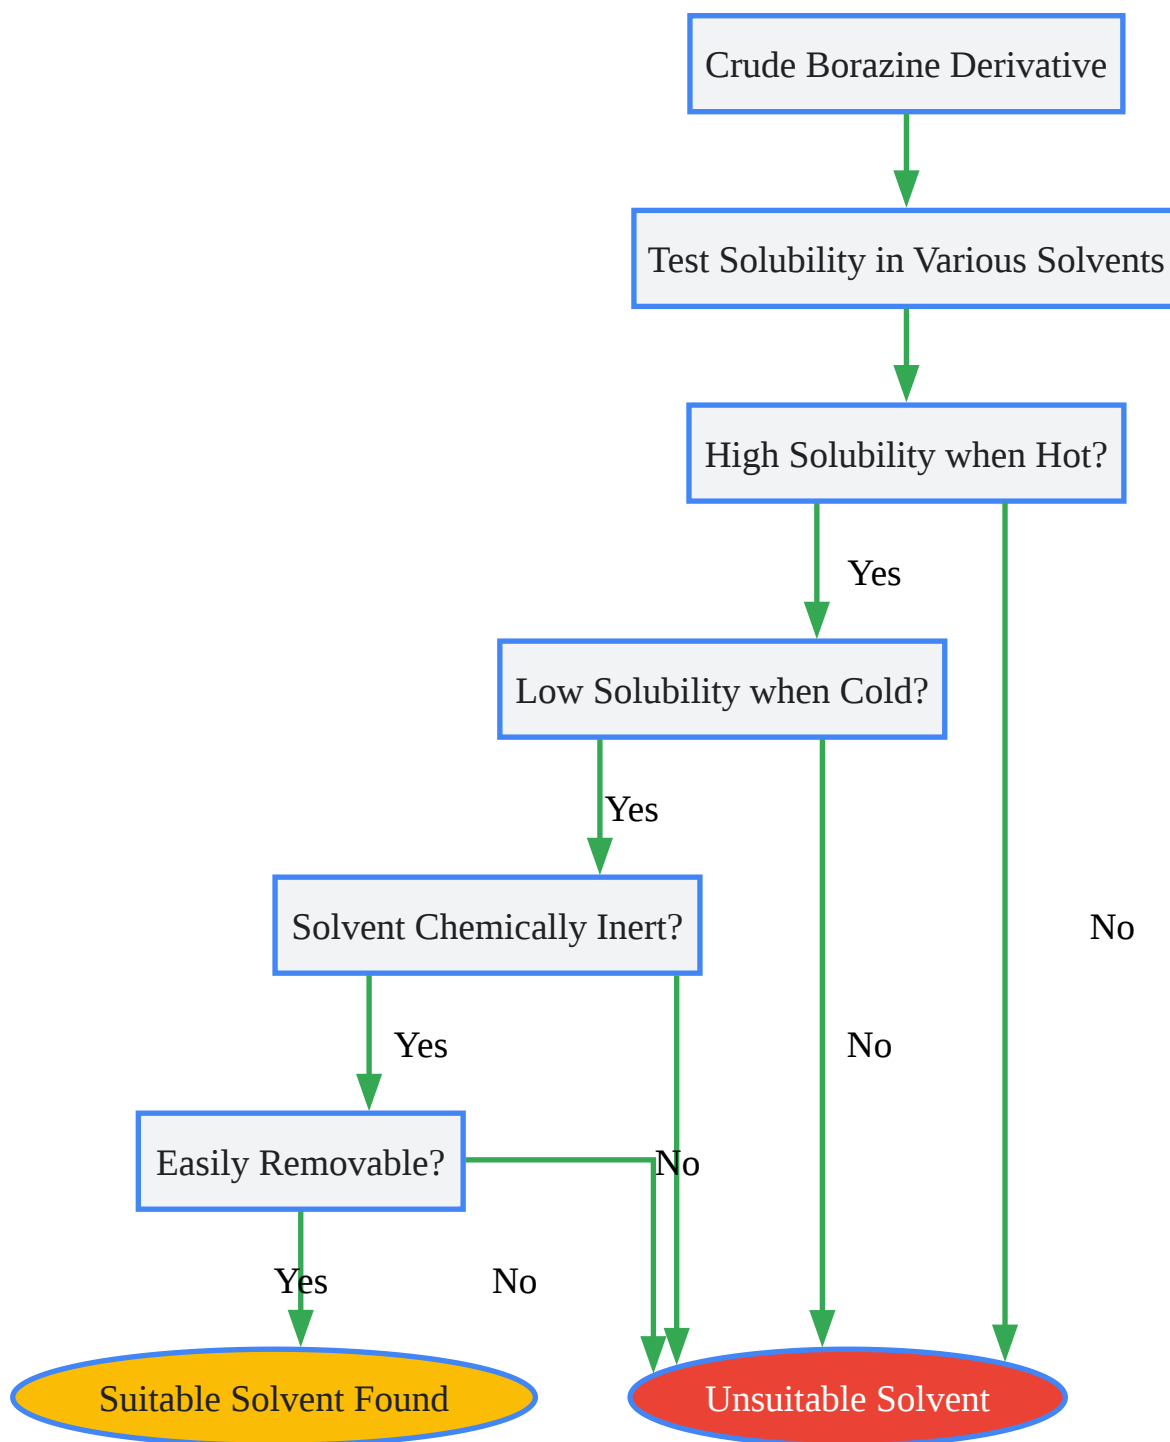 Crude Borazine Derivative
Test Solubility in Various Solvents
High Solubility when Hot?
Yes
Low Solubility when Cold?
Yes
Solvent Chemically Inert?
No
Yes
No
Easily Removable?
No
Yes
No
Suitable Solvent Found
Unsuitable Solvent